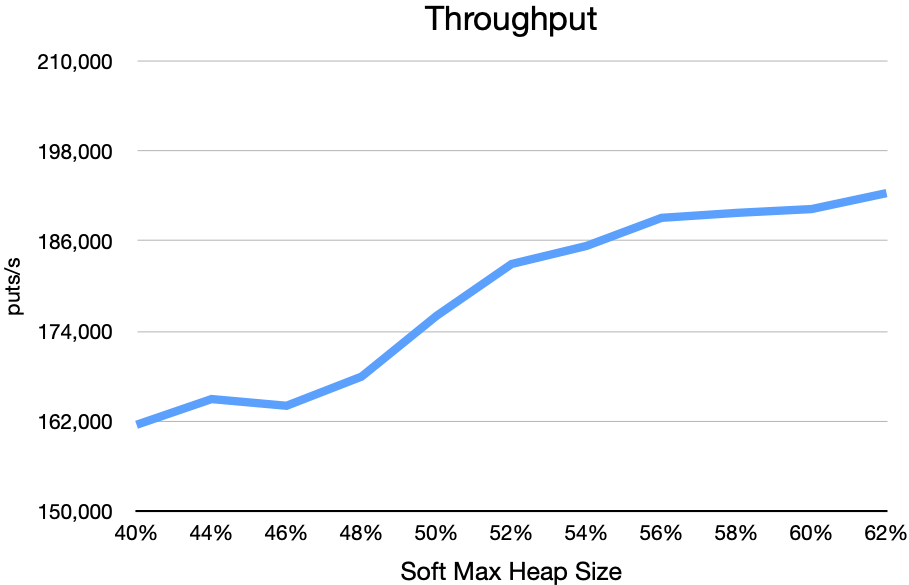 Throughput
210,000
198,000
186,000
174,000
162,000
150,000
puts/s
40% 44% 46% 48% 50% 52% 54% 56% 58% 60% 62%
Soft Max Heap Size